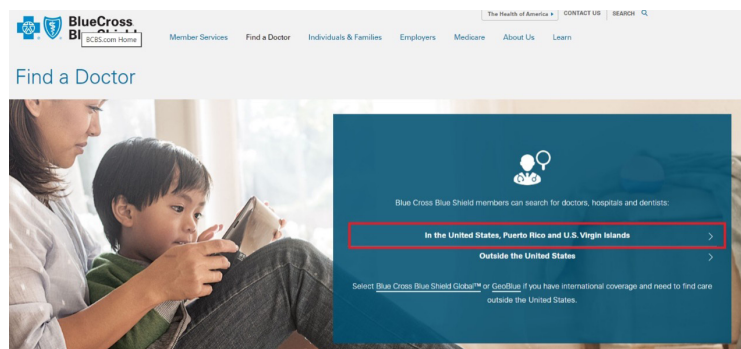 The Health of America
CONTACT US
SEARCH
BlueCross
BCBS.com Home
Member Services
Find a Doctor
Individuals & Families
Employers
Medicare
About Us
Learn
Find a Doctor
Blue Cross Blue Shield members can search for doctors, hospitals and dentists:
In the United States, Puerto Rico and U.S. Virgin Islands
Outside the United States
Select Blue Cross Blue Shield Global™ or GeoBlue if you have international coverage and need to find care
outside the United States.